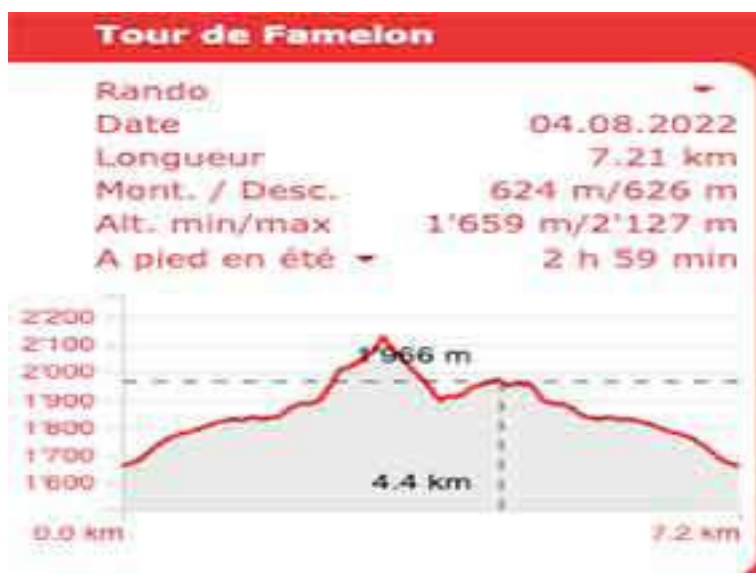 Tour de Famelon
Rando
Date 04.08.2022
Longueur 7.21 km
Mont. / Desc. 624 m/626 m
Alt. min/max 1'659 m/2'127 m
A pied en été 2 h 59 min
2'200
2'100
1'966 m
2'000
1'900
1'800
1'700
1'600
4.4 km
0.0 km 7.2 km